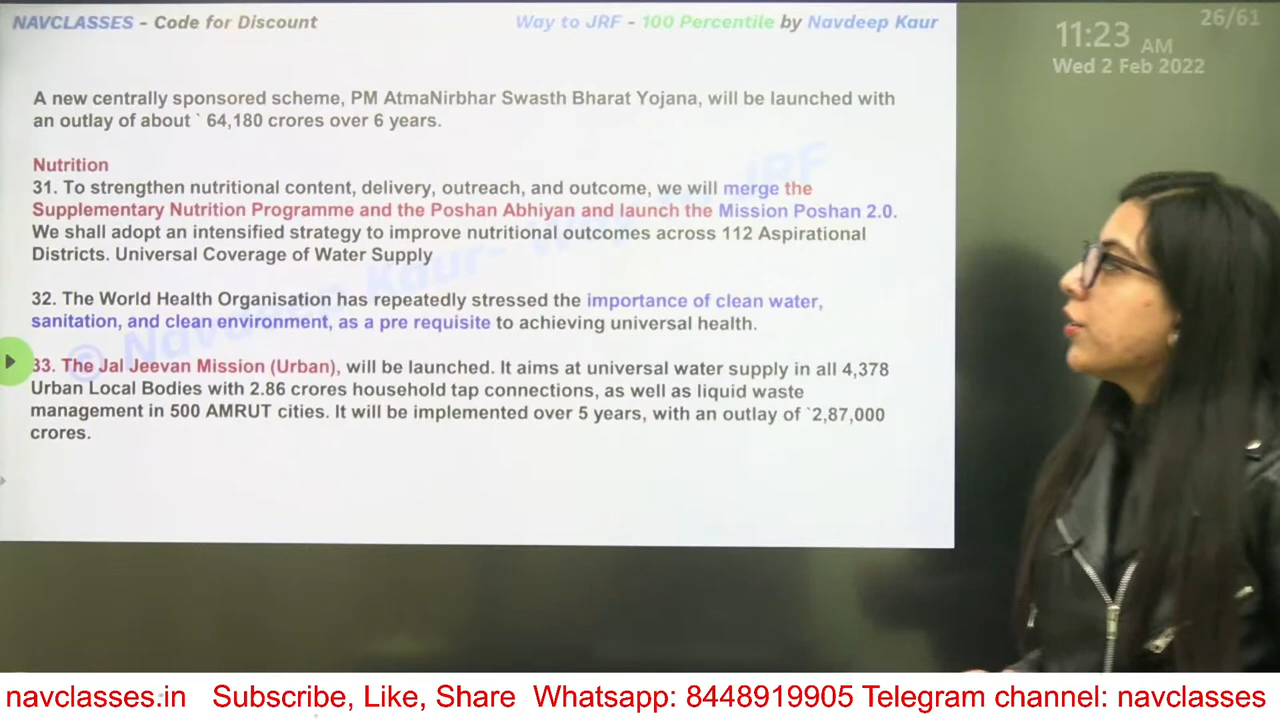 NAVCLASSES - Code for Discount
Way to JRF - 100 Percentile by Navdeep Kaur
26/61
11:23 AM
Wed 2 Feb 2022
A new centrally sponsored scheme, PM AtmaNirbhar Swasth Bharat Yojana, will be launched with
an outlay of about ` 64,180 crores over 6 years.
Nutrition
31. To strengthen nutritional content, delivery, outreach, and outcome, we will merge the
Supplementary Nutrition Programme and the Poshan Abhiyan and launch the Mission Poshan 2.0.
We shall adopt an intensified strategy to improve nutritional outcomes across 112 Aspirational
Districts. Universal Coverage of Water Supply
32. The World Health Organisation has repeatedly stressed the importance of clean water,
sanitation, and clean environment, as a pre requisite to achieving universal health.
33. The Jal Jeevan Mission (Urban), will be launched. It aims at universal water supply in all 4,378
Urban Local Bodies with 2.86 crores household tap connections, as well as liquid waste
management in 500 AMRUT cities. It will be implemented over 5 years, with an outlay of `2,87,000
crores.
© Navdeep Kaur- Way to JRF
navclasses.in Subscribe, Like, Share Whatsapp: 8448919905 Telegram channel: navclasses